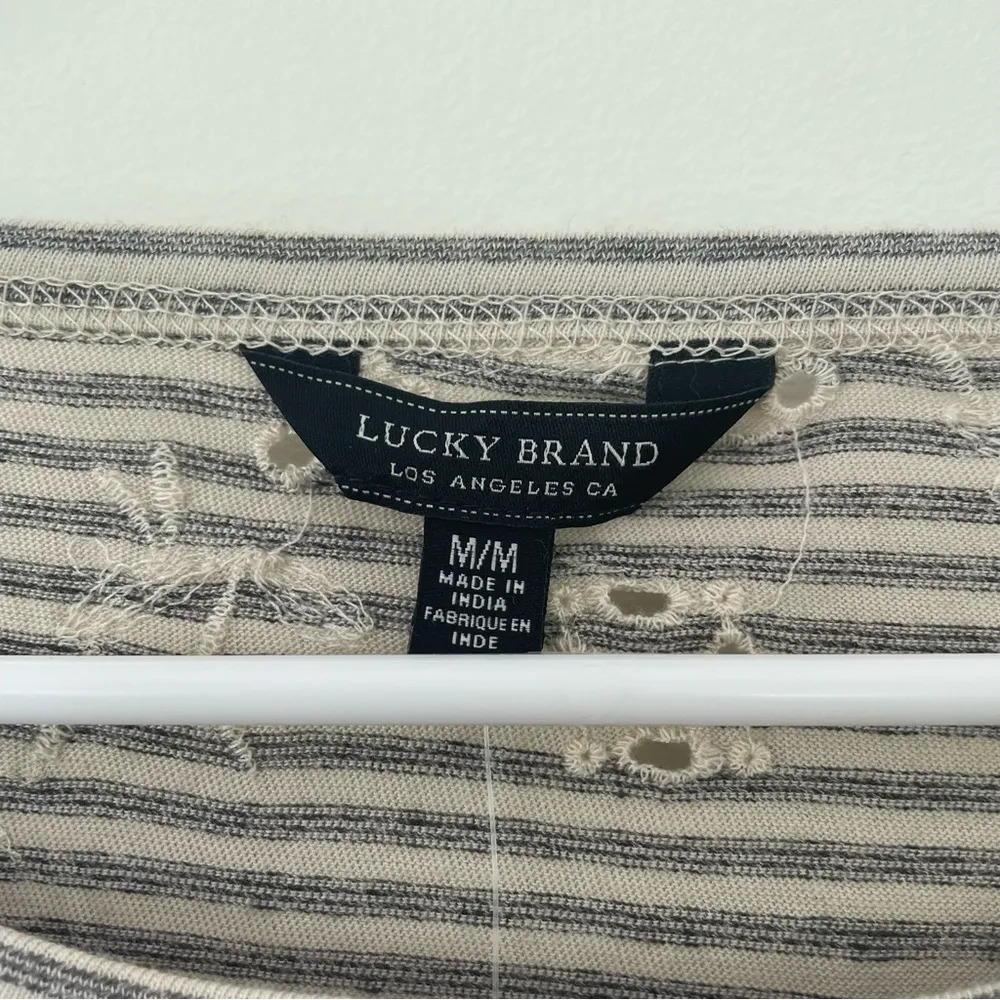 LUCKY BRAND
LOS ANGELES CA
M/M
MADE IN
INDIA
FABRIQUE EN
INDE